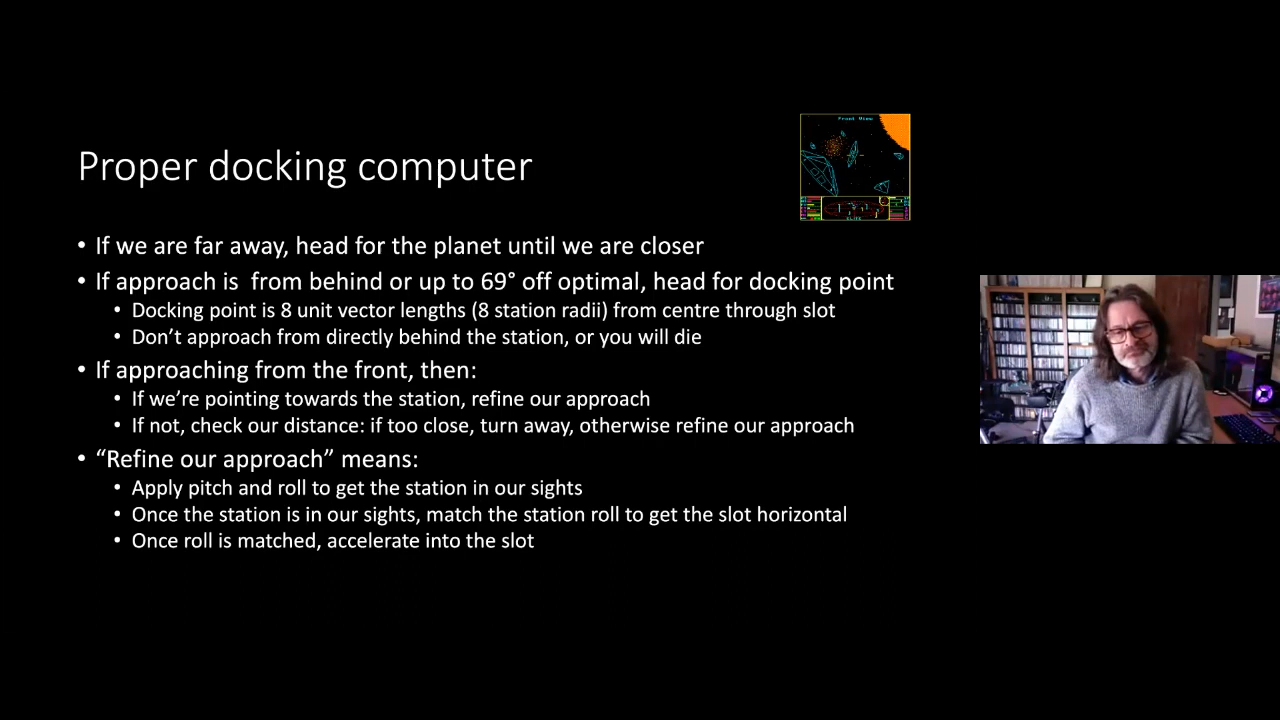 Proper docking computer
Front View
ELITE
• If we are far away, head for the planet until we are closer
• If approach is  from behind or up to 69° off optimal, head for docking point
• Docking point is 8 unit vector lengths (8 station radii) from centre through slot
• Don’t approach from directly behind the station, or you will die
• If approaching from the front, then:
• If we’re pointing towards the station, refine our approach
• If not, check our distance: if too close, turn away, otherwise refine our approach
• “Refine our approach” means:
• Apply pitch and roll to get the station in our sights
• Once the station is in our sights, match the station roll to get the slot horizontal
• Once roll is matched, accelerate into the slot